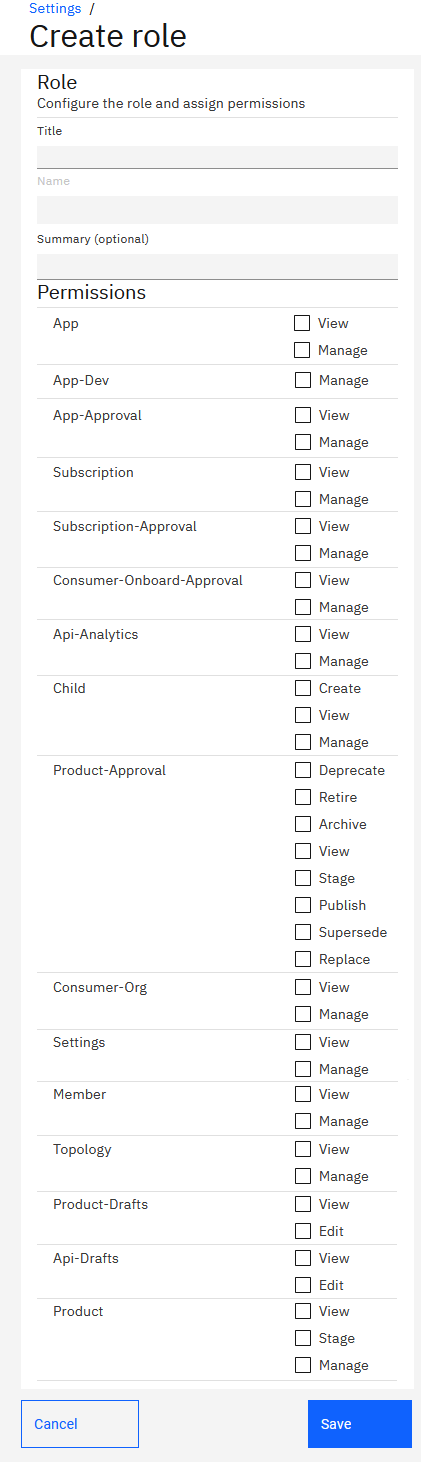 Settings /
Create role
Role
Configure the role and assign permissions
Title
Name
Summary (optional)
Permissions
App View
Manage
App-Dev Manage
App-Approval View
Manage
Subscription View
Manage
Subscription-Approval View
Manage
Consumer-Onboard-Approval View
Manage
Api-Analytics View
Manage
Child Create
View
Manage
Product-Approval Deprecate
Retire
Archive
View
Stage
Publish
Supersede
Replace
Consumer-Org View
Manage
Settings View
Manage
Member View
Manage
Topology View
Manage
Product-Drafts View
Edit
Api-Drafts View
Edit
Product View
Stage
Manage
Cancel Save